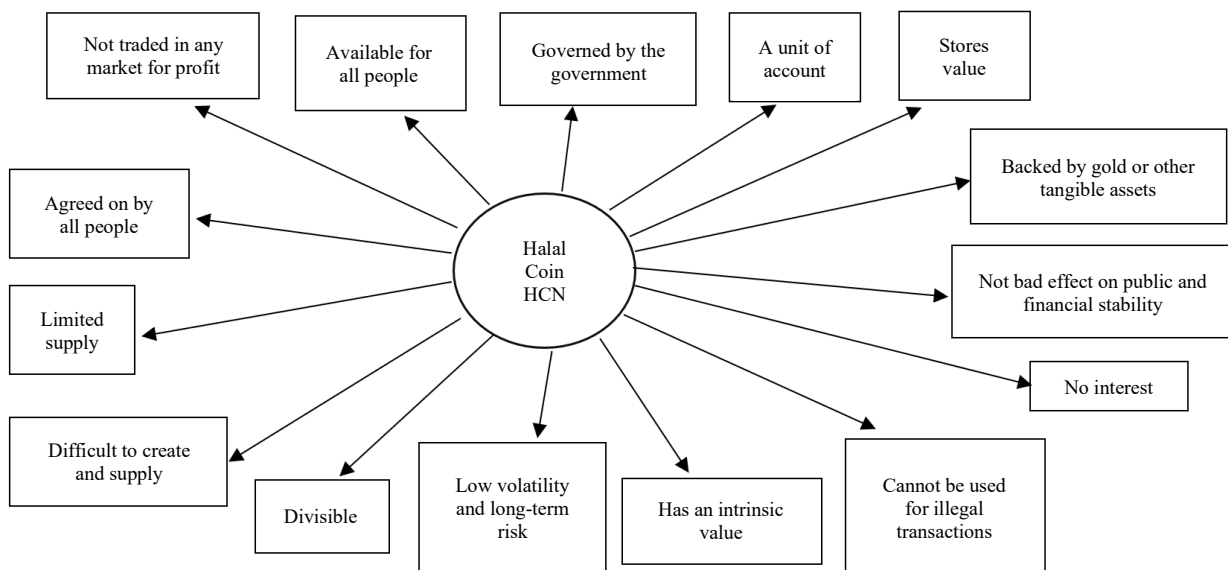 Not traded in any
market for profit
Available for
all people
Governed by the
government
A unit of
account
Stores
value
Backed by gold or other
tangible assets
Agreed on by
all people
Halal
Coin
HCN
Not bad effect on public and
financial stability
Limited
supply
No interest
Difficult to create
and supply
Divisible
Low volatility
and long-term
risk
Has an intrinsic
value
Cannot be used
for illegal
transactions